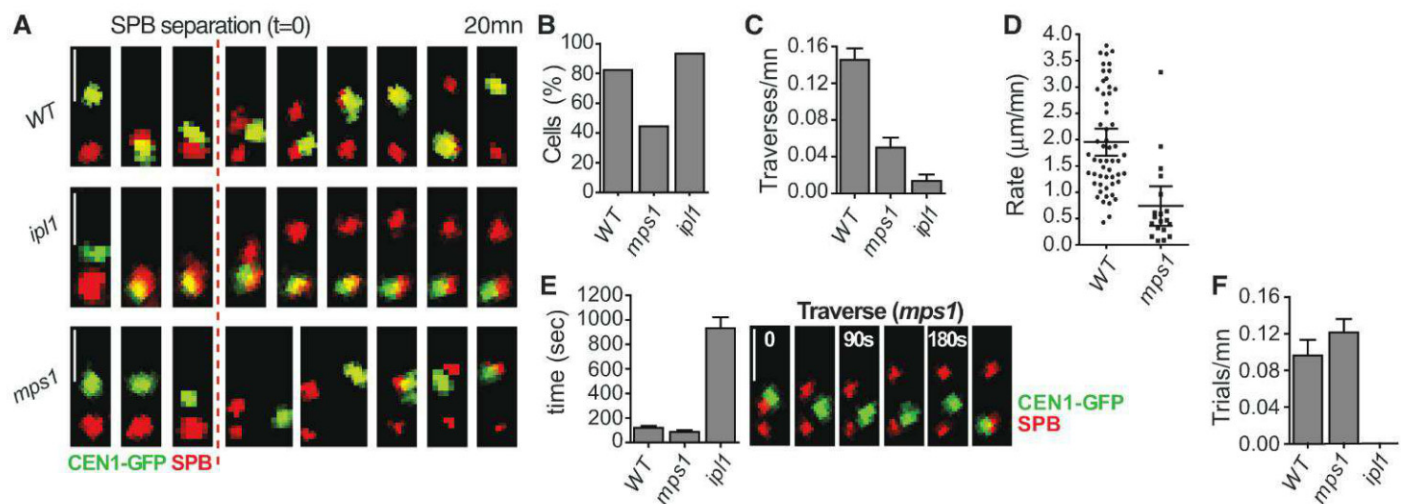 A
SPB separation (t=0)
20mn
WT
ipl1
mps1
CEN1-GFP SPB
B
Cells (%)
100
80
60
40
20
0
WT
mps1
ipl1
C
Traverses/mn
0.16
0.12
0.08
0.04
0.00
WT
mps1
ipl1
D
Rate (µm/mn)
4.0
3.5
3.0
2.5
2.0
1.5
1.0
0.5
0.0
WT
mps1
E
time (sec)
1200
1000
800
600
400
200
0
WT
mps1
ipl1
Traverse (mps1)
0
90s
180s
CEN1-GFP
SPB
F
Trials/mn
0.16
0.12
0.08
0.04
0.00
WT
mps1
ipl1